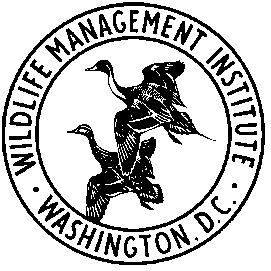 WILDLIFE MANAGEMENT INSTITUTE
• WASHINGTON, D.C. •